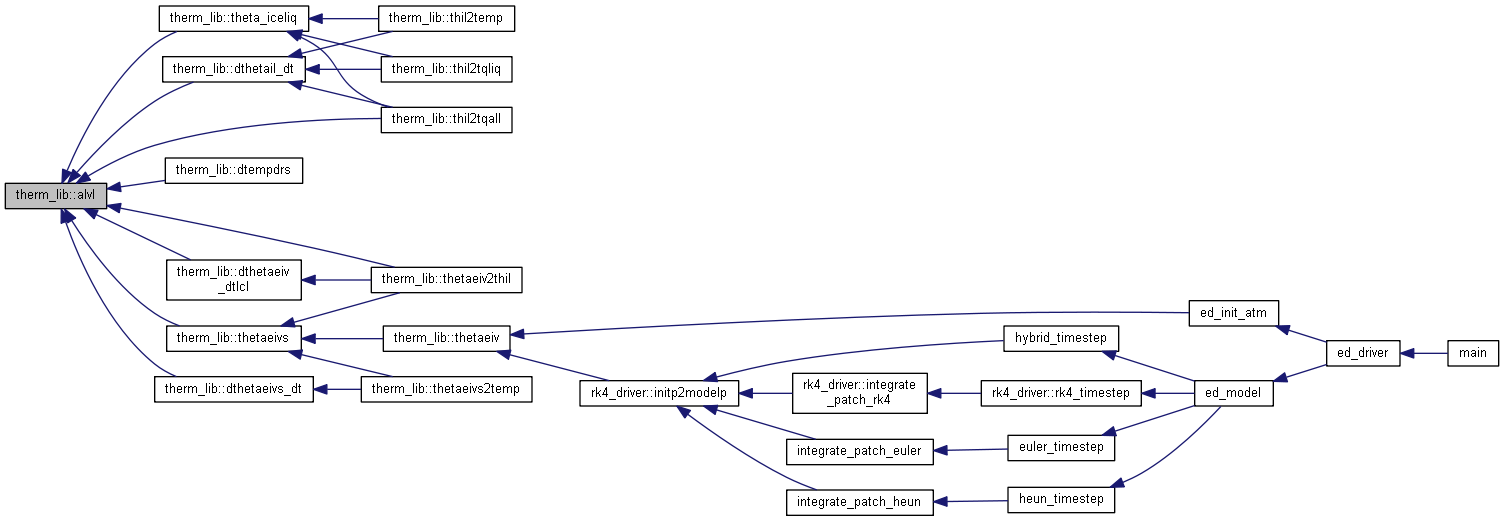 therm_lib::alvl
therm_lib::theta_iceliq
therm_lib::dthetail_dt
therm_lib::dtempdrs
therm_lib::dthetaeiv
_dtlcl
therm_lib::thetaeivs
therm_lib::dthetaeivs_dt
therm_lib::thil2temp
therm_lib::thil2tqliq
therm_lib::thil2tqall
therm_lib::thetaeiv2thil
therm_lib::thetaeiv
therm_lib::thetaeivs2temp
rk4_driver::initp2modelp
rk4_driver::integrate
_patch_rk4
integrate_patch_euler
integrate_patch_heun
hybrid_timestep
rk4_driver::rk4_timestep
euler_timestep
heun_timestep
ed_init_atm
ed_model
ed_driver
main